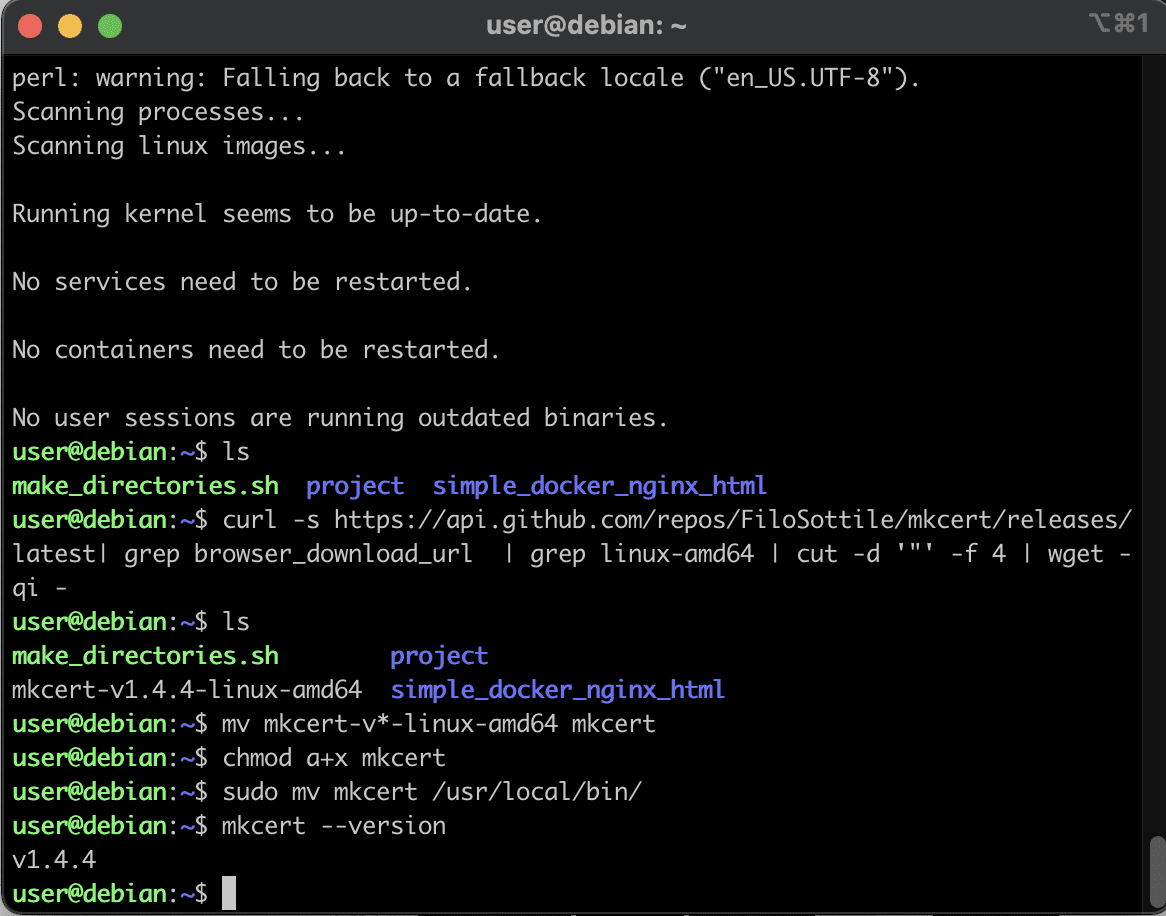 user@debian: ~
⌥⌘1
perl: warning: Falling back to a fallback locale ("en_US.UTF-8").
Scanning processes...
Scanning linux images...
Running kernel seems to be up-to-date.
No services need to be restarted.
No containers need to be restarted.
No user sessions are running outdated binaries.
user@debian:~$ ls
make_directories.sh  project  simple_docker_nginx_html
user@debian:~$ curl -s https://api.github.com/repos/FiloSottile/mkcert/releases/
latest| grep browser_download_url  | grep linux-amd64 | cut -d '"' -f 4 | wget -
qi -
user@debian:~$ ls
make_directories.sh        project
mkcert-v1.4.4-linux-amd64  simple_docker_nginx_html
user@debian:~$ mv mkcert-v*-linux-amd64 mkcert
user@debian:~$ chmod a+x mkcert
user@debian:~$ sudo mv mkcert /usr/local/bin/
user@debian:~$ mkcert --version
v1.4.4
user@debian:~$